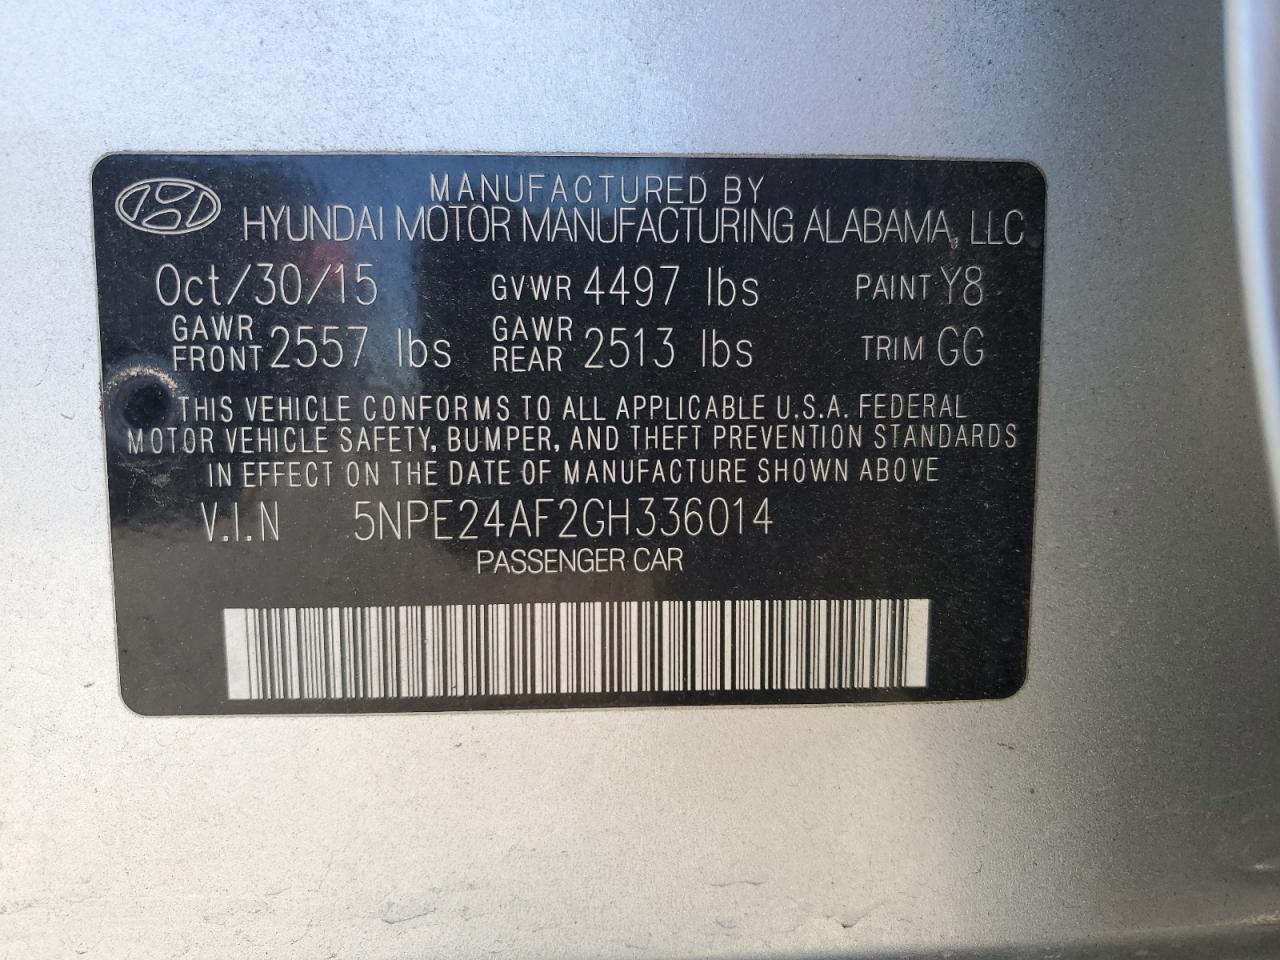 MANUFACTURED BY
HYUNDAI MOTOR MANUFACTURING ALABAMA, LLC
Oct/30/15 GVWR 4497 lbs PAINT Y8
GAWR FRONT 2557 lbs GAWR REAR 2513 lbs TRIM GG
THIS VEHICLE CONFORMS TO ALL APPLICABLE U.S.A. FEDERAL
MOTOR VEHICLE SAFETY, BUMPER, AND THEFT PREVENTION STANDARDS
IN EFFECT ON THE DATE OF MANUFACTURE SHOWN ABOVE
V.I.N 5NPE24AF2GH336014
PASSENGER CAR